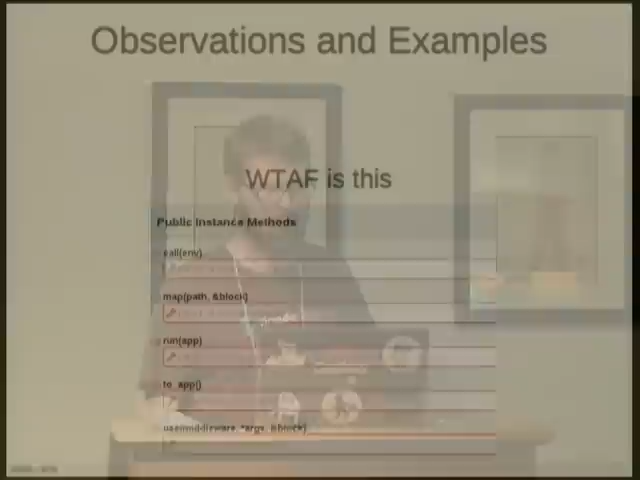 Observations and Examples
WTAF is this
Public Instance Methods
call(env)
map(path, &block)
run(app)
to_app()
use(middleware, *args, &block)